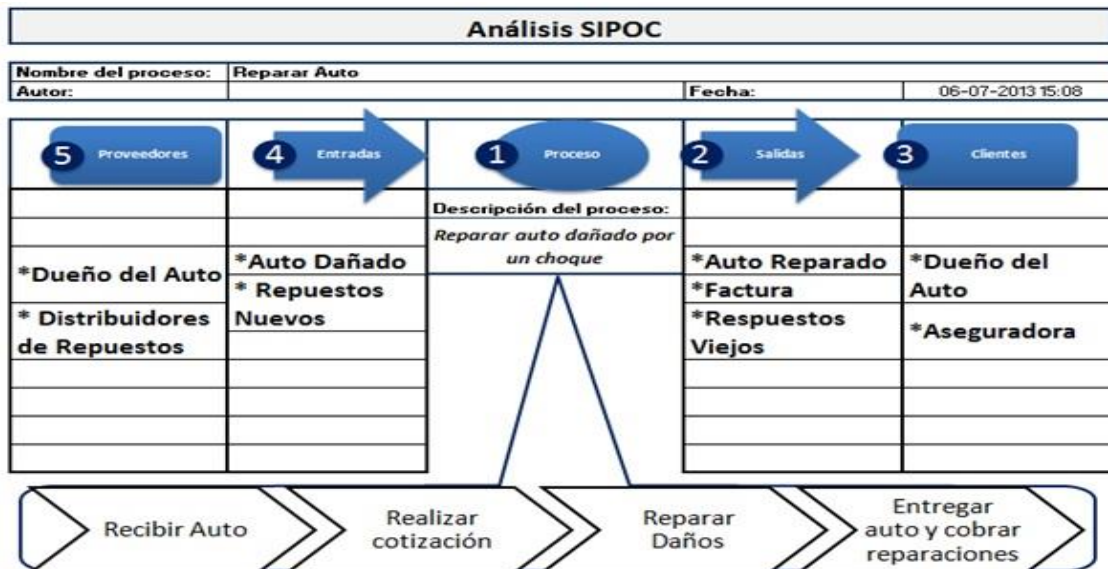 Análisis SIPOC
Nombre del proceso: Reparar Auto
Autor: Fecha: 06-07-2013 15:08
5 Proveedores 4 Entradas 1 Proceso 2 Salidas 3 Clientes
Descripción del proceso:
Reparar auto dañado por
un choque
*Dueño del Auto
* Distribuidores
de Repuestos
*Auto Dañado
* Repuestos
Nuevos
*Auto Reparado
*Factura
*Respuestos
Viejos
*Dueño del
Auto
*Aseguradora
Recibir Auto
Realizar
cotización
Reparar
Daños
Entregar
auto y cobrar
reparaciones